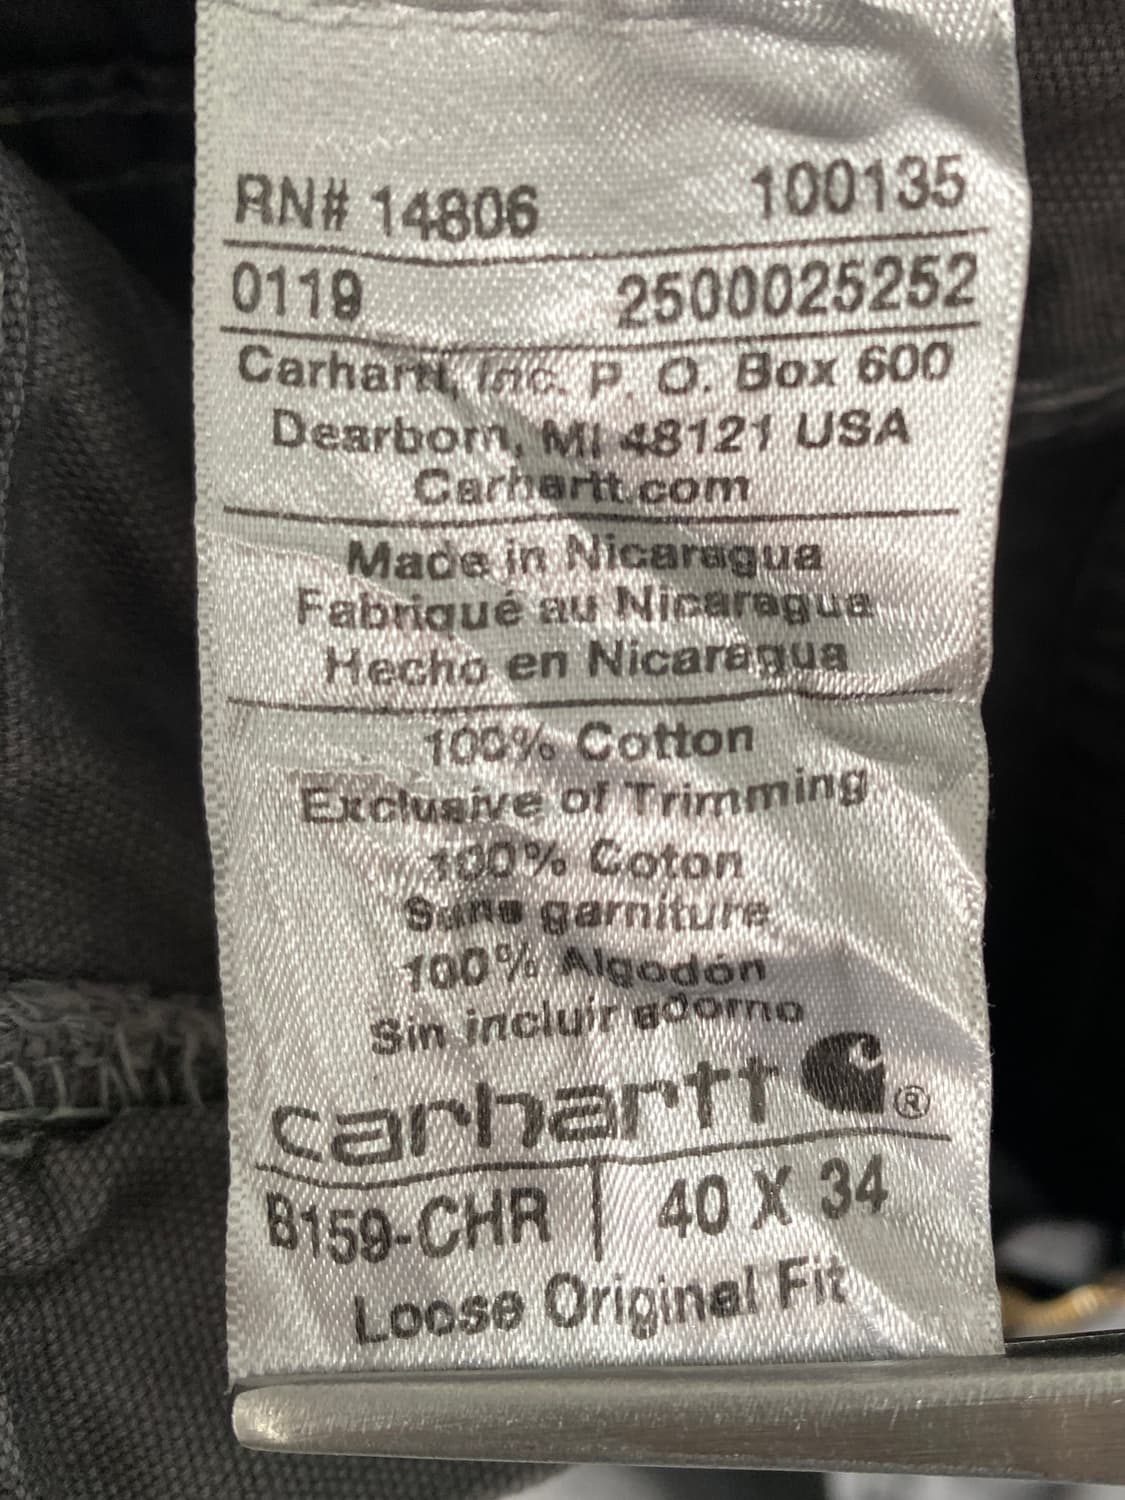 RN# 14806 100135
0119 2500025252
Carhartt, Inc. P. O. Box 600
Dearborn, MI 48121 USA
Carhartt.com
Made in Nicaragua
Fabriqué au Nicaragua
Hecho en Nicaragua
100% Cotton
Exclusive of Trimming
100% Coton
Sans garniture
100% Algodón
Sin incluir adorno
carhartt ®
B159-CHR | 40 X 34
Loose Original Fit